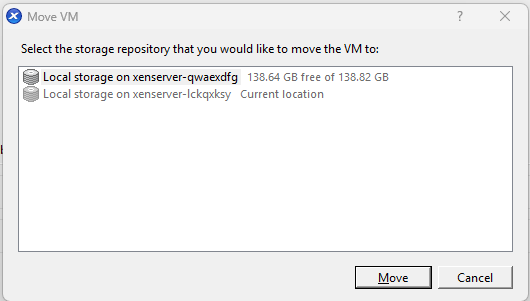 Move VM
Select the storage repository that you would like to move the VM to:
Local storage on xenserver-qwaexdfg 138.64 GB free of 138.82 GB
Local storage on xenserver-lckqxksy Current location
Move Cancel